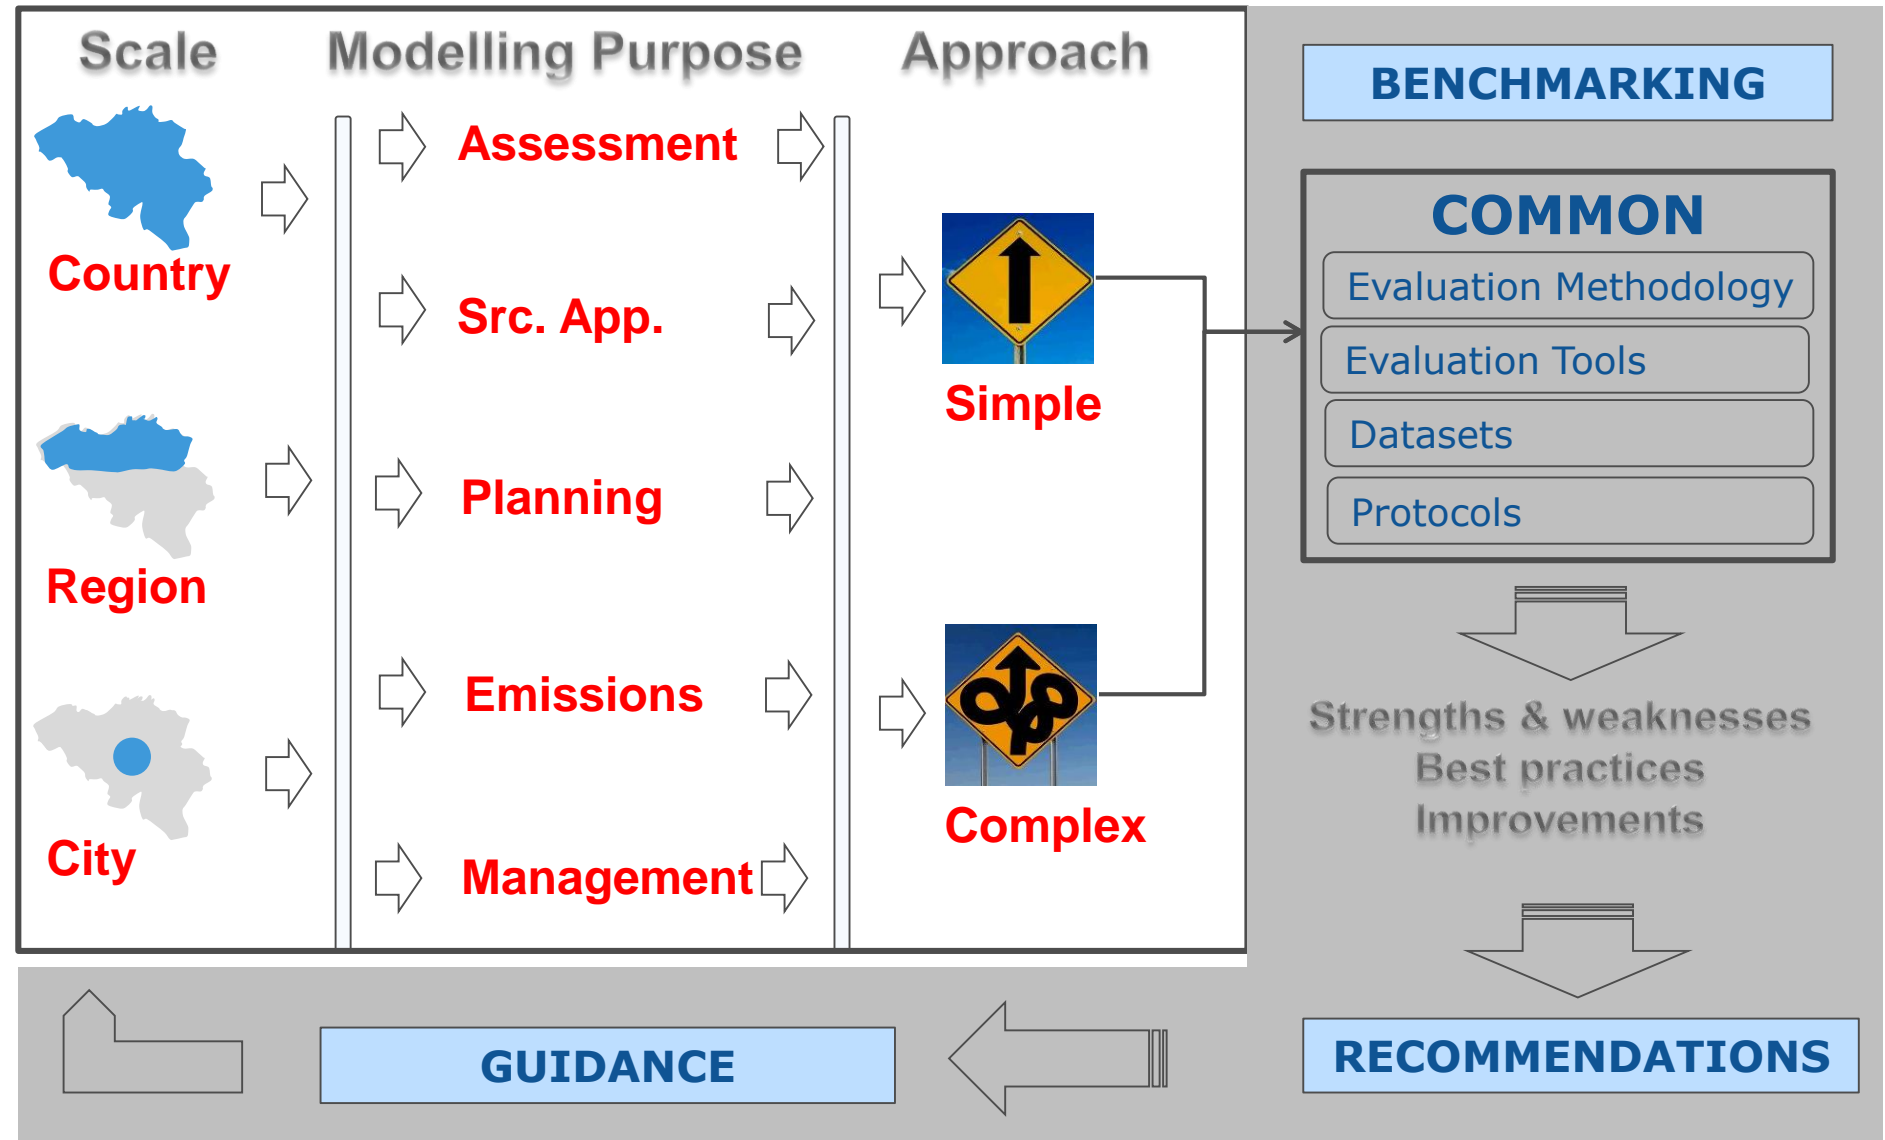 Scale
Modelling Purpose
Approach
Country
Region
City
Assessment
Src. App.
Planning
Emissions
Management
Simple
Complex
BENCHMARKING
COMMON
Evaluation Methodology
Evaluation Tools
Datasets
Protocols
Strengths & weaknesses
Best practices
Improvements
RECOMMENDATIONS
GUIDANCE